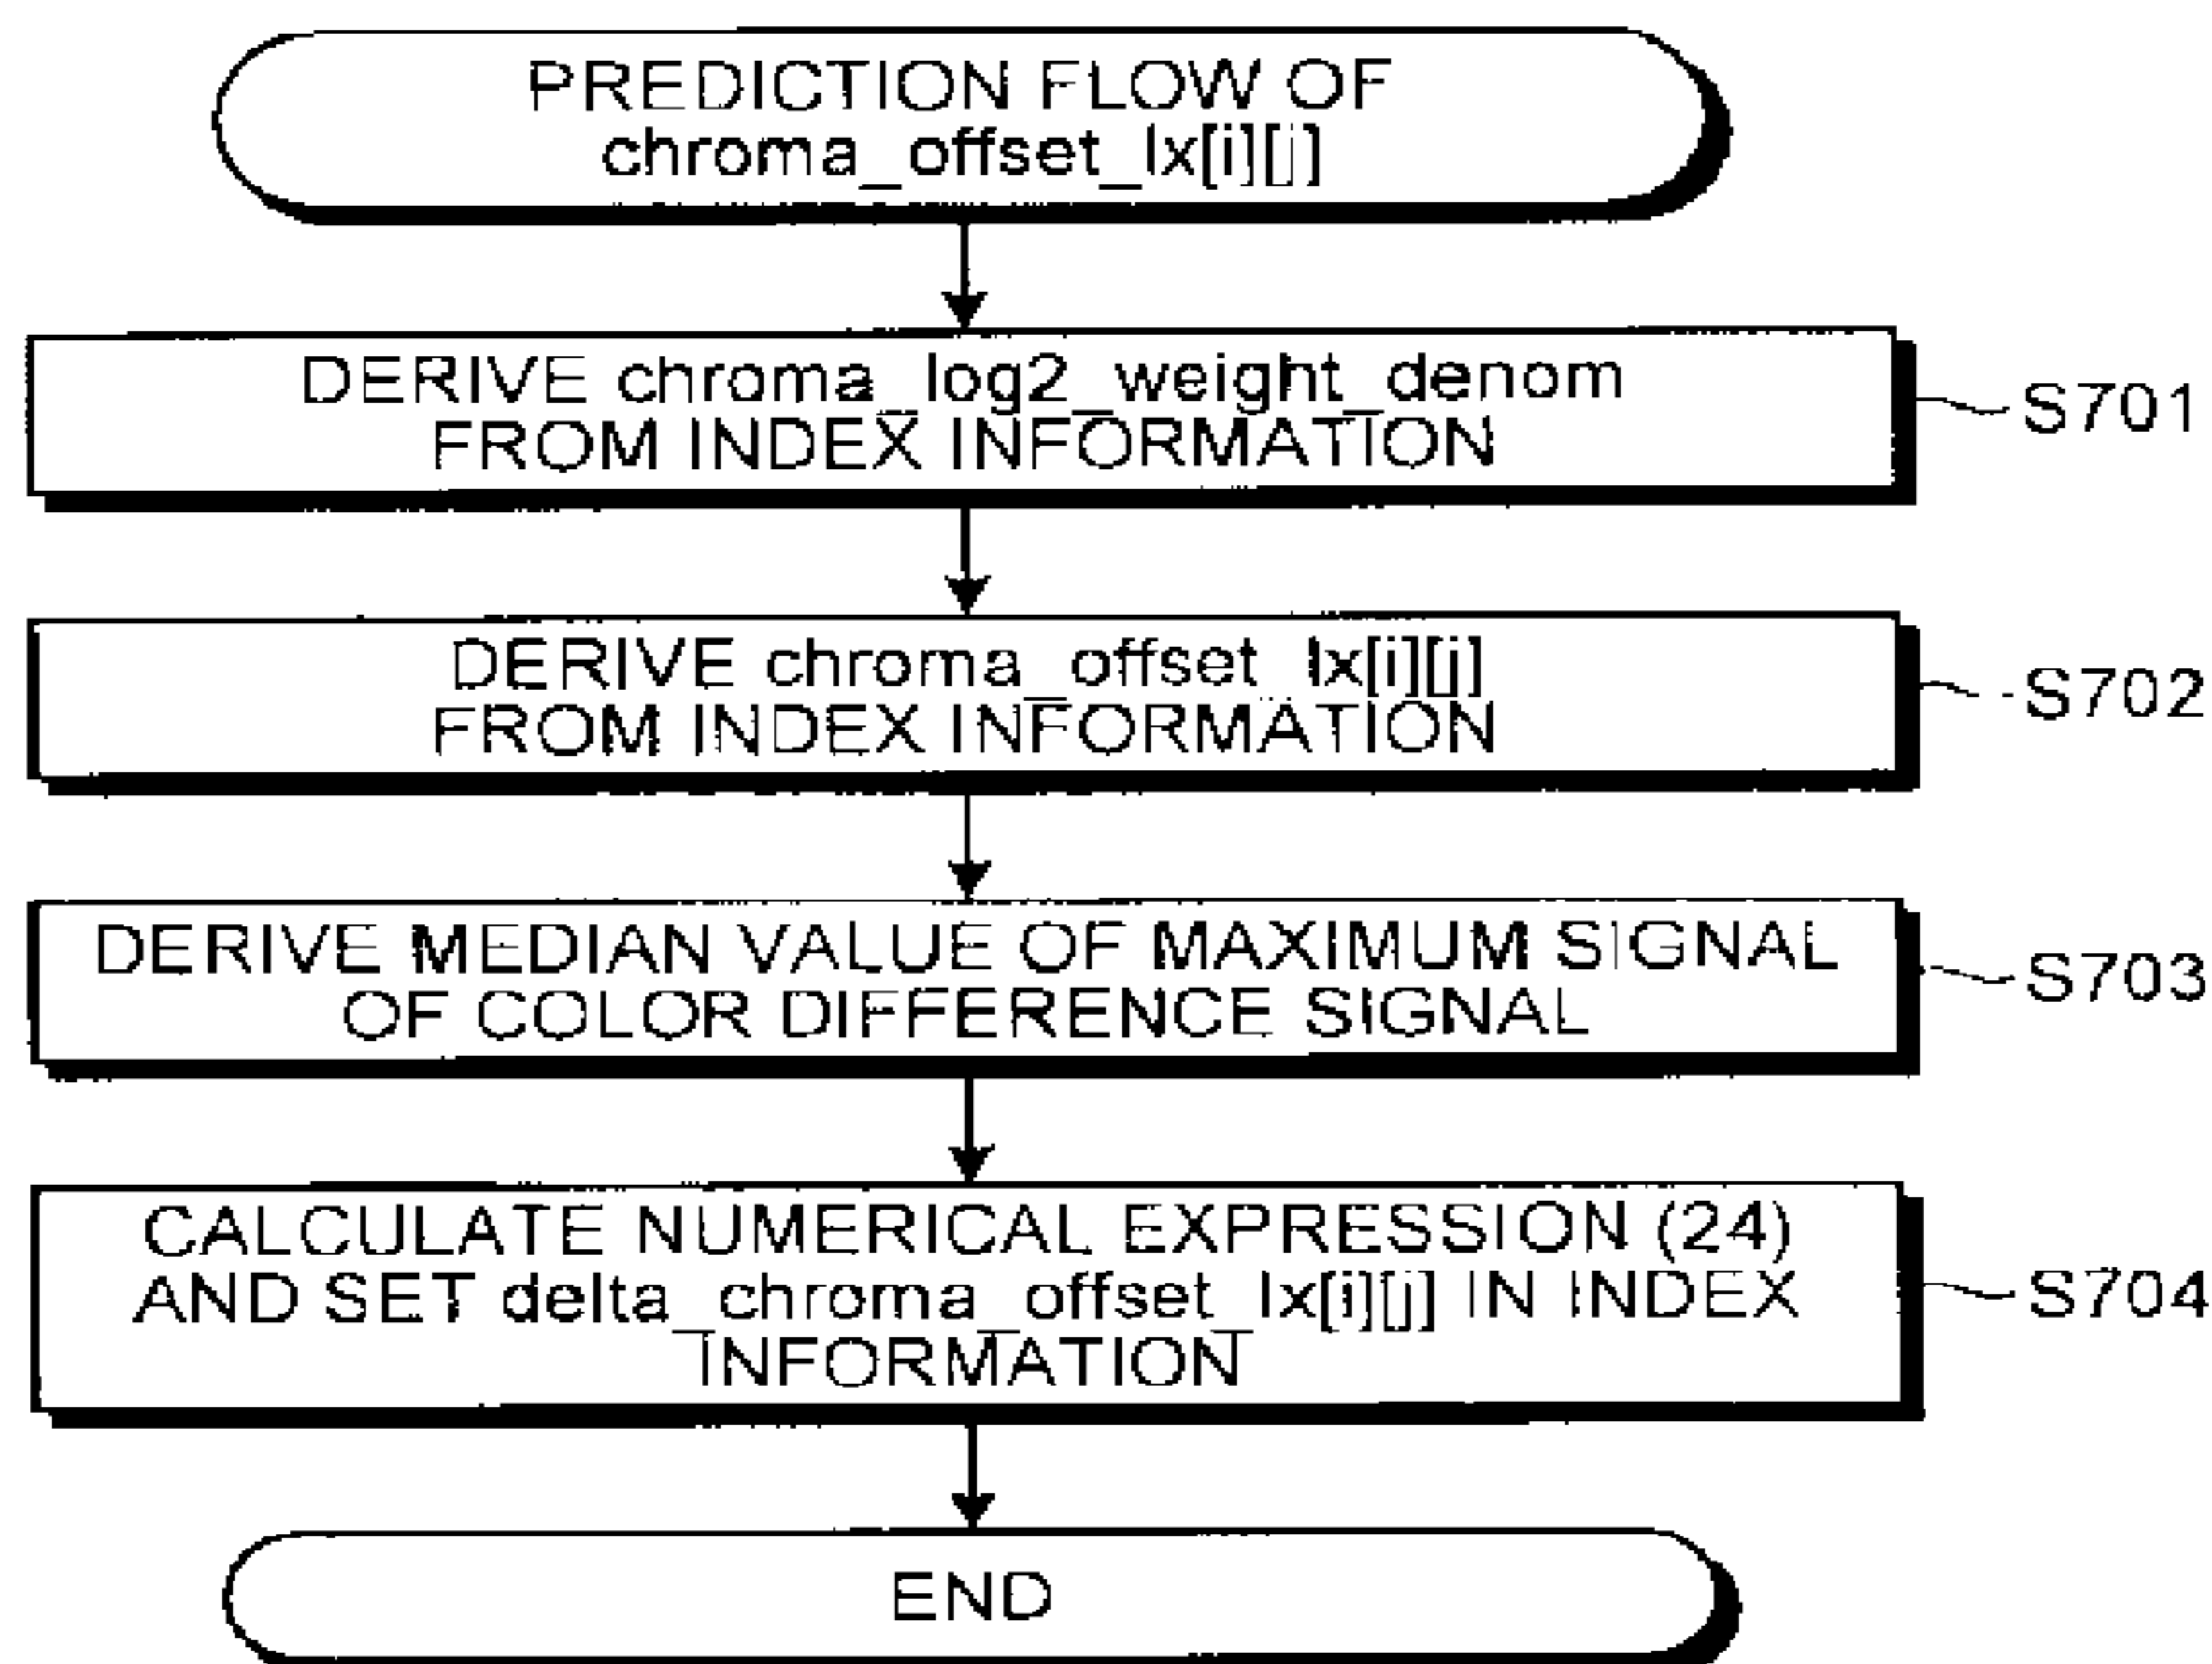 PREDICTION FLOW OF
chroma_offset_lx[i][j]
DERIVE chroma_log2_weight_denom
FROM INDEX INFORMATION
S701
DERIVE chroma_offset_lx[i][j]
FROM INDEX INFORMATION
S702
DERIVE MEDIAN VALUE OF MAXIMUM SIGNAL
OF COLOR DIFFERENCE SIGNAL
S703
CALCULATE NUMERICAL EXPRESSION (24)
AND SET delta_chroma_offset_lx[i][j] IN INDEX
INFORMATION
S704
END